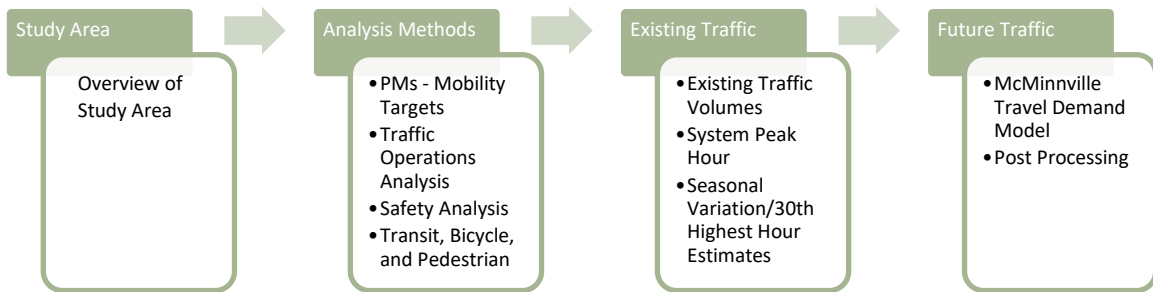 Study Area
Overview of
Study Area
Analysis Methods
•PMs - Mobility
Targets
•Traffic
Operations
Analysis
•Safety Analysis
•Transit, Bicycle,
and Pedestrian
Existing Traffic
•Existing Traffic
Volumes
•System Peak
Hour
•Seasonal
Variation/30th
Highest Hour
Estimates
Future Traffic
•McMinnville
Travel Demand
Model
•Post Processing